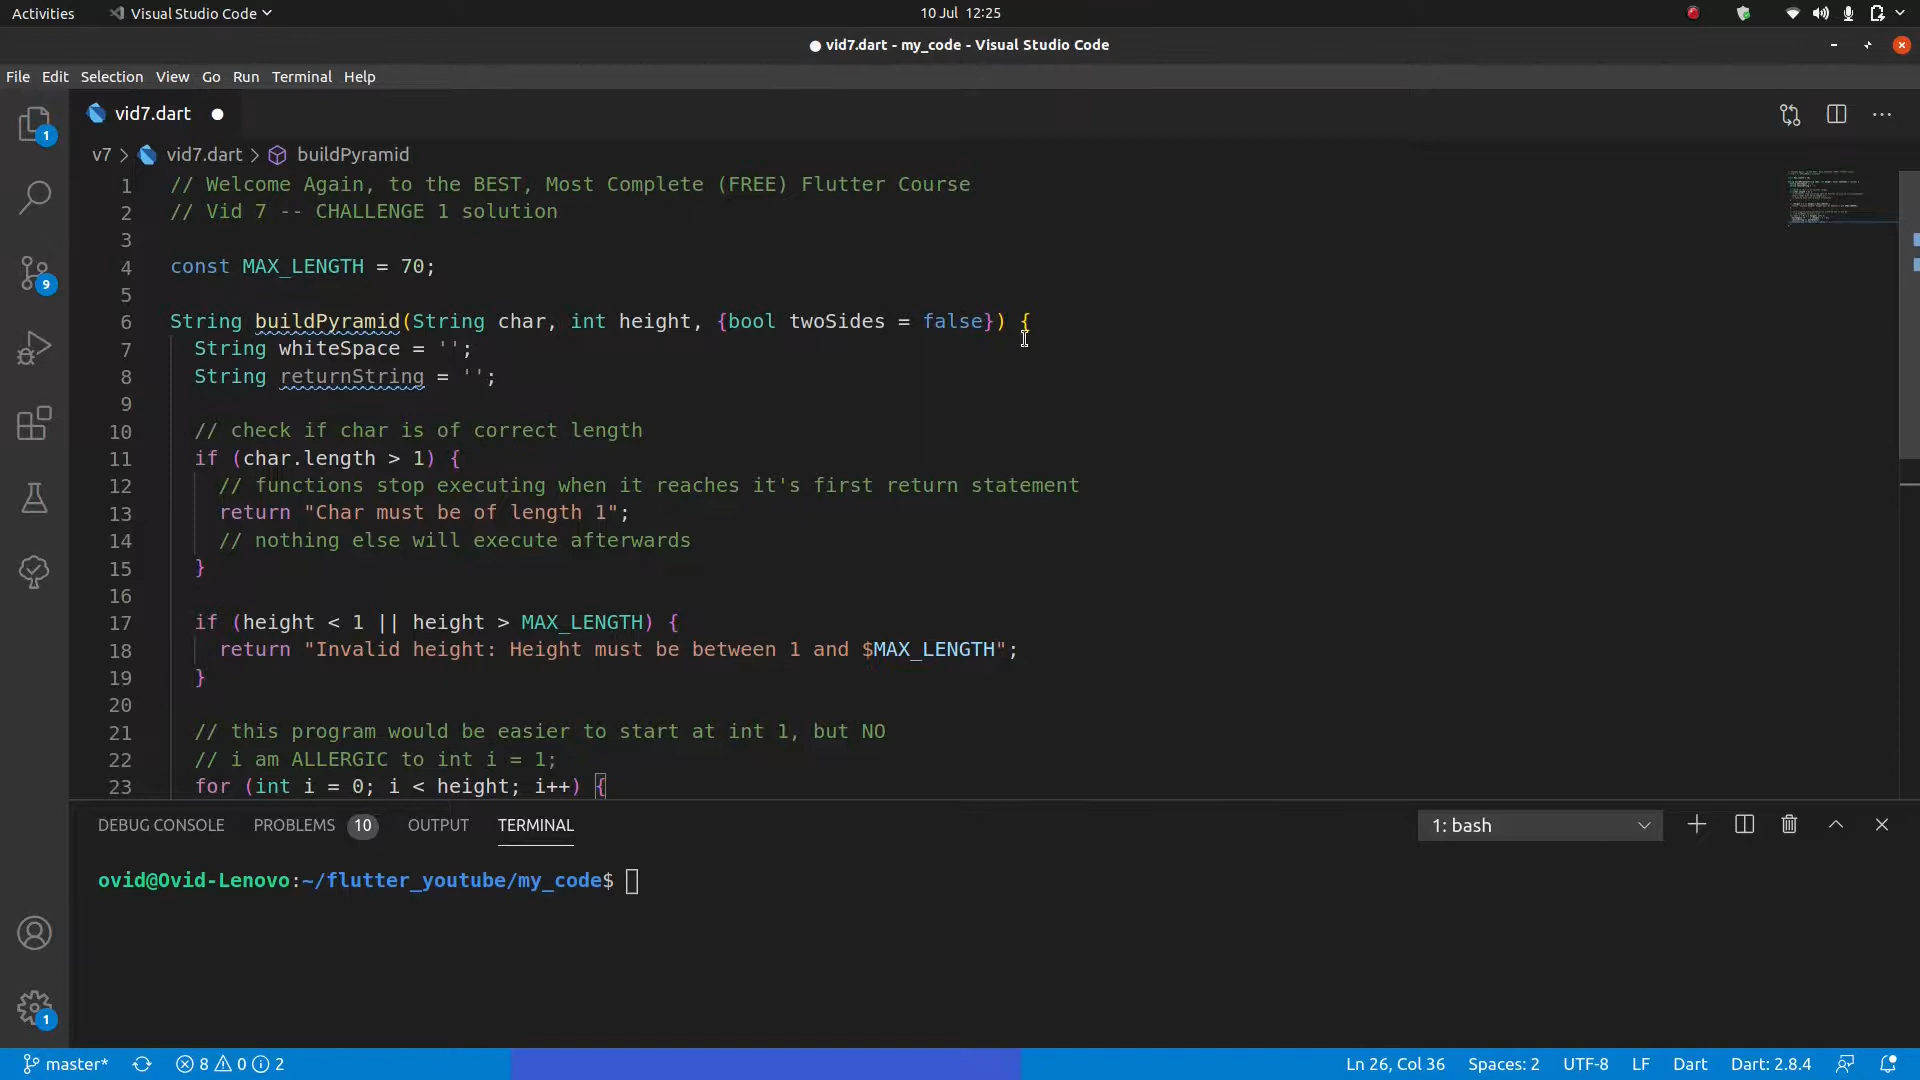 Activities Visual Studio Code 10 Jul 12:25
● vid7.dart - my_code - Visual Studio Code
File Edit Selection View Go Run Terminal Help
vid7.dart
v7 > vid7.dart > buildPyramid
1 // Welcome Again, to the BEST, Most Complete (FREE) Flutter Course
2 // Vid 7 -- CHALLENGE 1 solution
3
4 const MAX_LENGTH = 70;
5
6 String buildPyramid(String char, int height, {bool twoSides = false}) {
7 String whiteSpace = '';
8 String returnString = '';
9
10 // check if char is of correct length
11 if (char.length > 1) {
12 // functions stop executing when it reaches it's first return statement
13 return "Char must be of length 1";
14 // nothing else will execute afterwards
15 }
16
17 if (height < 1 || height > MAX_LENGTH) {
18 return "Invalid height: Height must be between 1 and $MAX_LENGTH";
19 }
20
21 // this program would be easier to start at int 1, but NO
22 // i am ALLERGIC to int i = 1;
23 for (int i = 0; i < height; i++) {
1
9
1
DEBUG CONSOLE PROBLEMS 10 OUTPUT TERMINAL 1: bash
ovid@Ovid-Lenovo:~/flutter_youtube/my_code$
master* 8 0 2 Ln 26, Col 36 Spaces: 2 UTF-8 LF Dart Dart: 2.8.4